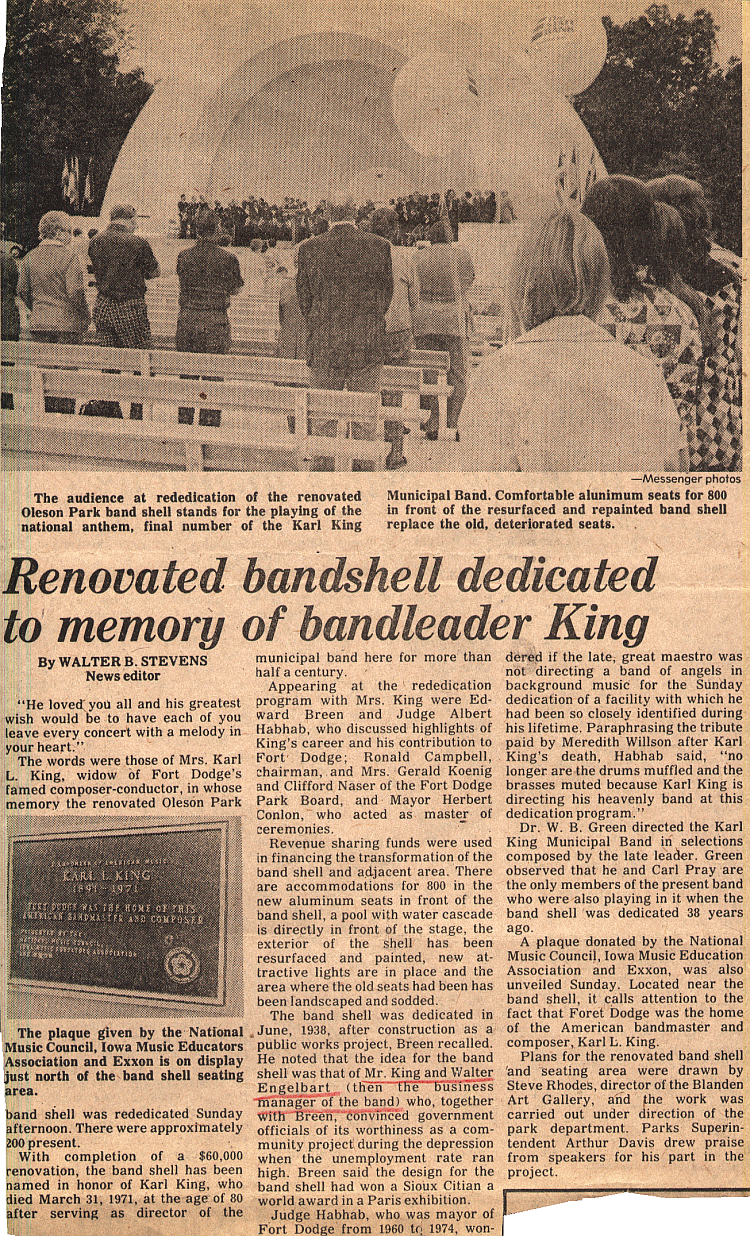 CITY
BANK
—Messenger photos
The audience at rededication of the renovated
Oleson Park band shell stands for the playing of the
national anthem, final number of the Karl King
Municipal Band. Comfortable alunimum seats for 800
in front of the resurfaced and repainted band shell
replace the old, deteriorated seats.
Renovated bandshell dedicated
to memory of bandleader King
By WALTER B. STEVENS
News editor
"He loved you all and his greatest
wish would be to have each of you
leave every concert with a melody in
your heart."
The words were those of Mrs. Karl
L. King, widow of Fort Dodge's
famed composer-conductor, in whose
memory the renovated Oleson Park
A LANDMARK OF AMERICAN MUSIC
KARL L. KING
1891-1971
FORT DODGE WAS THE HOME OF THIS
AMERICAN BANDMASTER AND COMPOSER
PRESENTED BY THE
NATIONAL MUSIC COUNCIL,
IOWA MUSIC EDUCATORS ASSOCIATION
AND EXXON
The plaque given by the National
Music Council, Iowa Music Educators
Association and Exxon is on display
just north of the band shell seating
area.
band shell was rededicated Sunday
afternoon. There were approximately
200 present.
With completion of a $60,000
renovation, the band shell has been
named in honor of Karl King, who
died March 31, 1971, at the age of 80
after serving as director of the
municipal band here for more than
half a century.
Appearing at the rededication
program with Mrs. King were Ed-
ward Breen and Judge Albert
Habhab, who discussed highlights of
King's career and his contribution to
Fort Dodge; Ronald Campbell,
chairman, and Mrs. Gerald Koenig
and Clifford Naser of the Fort Dodge
Park Board, and Mayor Herbert
Conlon, who acted as master of
ceremonies.
Revenue sharing funds were used
in financing the transformation of the
band shell and adjacent area. There
are accommodations for 800 in the
new aluminum seats in front of the
band shell, a pool with water cascade
is directly in front of the stage, the
exterior of the shell has been
resurfaced and painted, new at-
tractive lights are in place and the
area where the old seats had been has
been landscaped and sodded.
The band shell was dedicated in
June, 1938, after construction as a
public works project, Breen recalled.
He noted that the idea for the band
shell was that of Mr. King and Walter
Engelbart (then the business
manager of the band) who, together
with Breen, convinced government
officials of its worthiness as a com-
munity project during the depression
when the unemployment rate ran
high. Breen said the design for the
band shell had won a Sioux Citian a
world award in a Paris exhibition.
Judge Habhab, who was mayor of
Fort Dodge from 1960 to 1974, won-
dered if the late, great maestro was
not directing a band of angels in
background music for the Sunday
dedication of a facility with which he
had been so closely identified during
his lifetime. Paraphrasing the tribute
paid by Meredith Willson after Karl
King's death, Habhab said, "no
longer are the drums muffled and the
brasses muted because Karl King is
directing his heavenly band at this
dedication program."
Dr. W. B. Green directed the Karl
King Municipal Band in selections
composed by the late leader. Green
observed that he and Carl Pray are
the only members of the present band
who were also playing in it when the
band shell was dedicated 38 years
ago.
A plaque donated by the National
Music Council, Iowa Music Education
Association and Exxon, was also
unveiled Sunday. Located near the
band shell, it calls attention to the
fact that Foret Dodge was the home
of the American bandmaster and
composer, Karl L. King.
Plans for the renovated band shell
and seating area were drawn by
Steve Rhodes, director of the Blanden
Art Gallery, and the work was
carried out under direction of the
park department. Parks Superin-
tendent Arthur Davis drew praise
from speakers for his part in the
project.